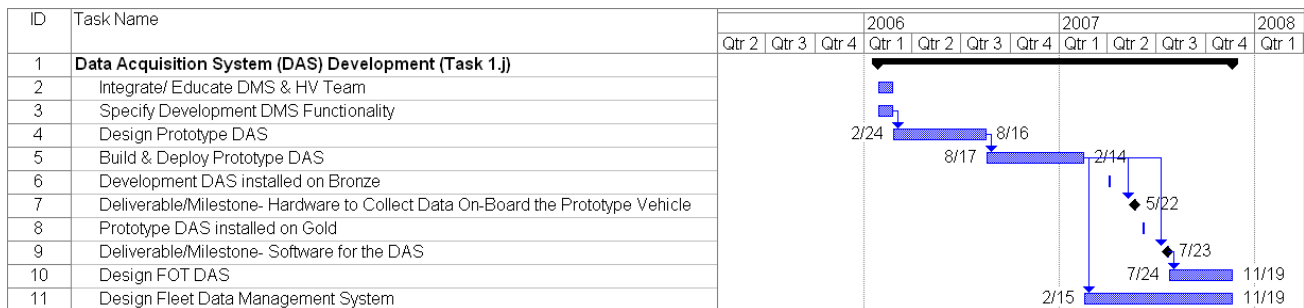 ID Task Name 2006 2007 2008
Qtr 2 Qtr 3 Qtr 4 Qtr 1 Qtr 2 Qtr 3 Qtr 4 Qtr 1 Qtr 2 Qtr 3 Qtr 4 Qtr 1
1 Data Acquisition System (DAS) Development (Task 1.j)
2 Integrate/ Educate DMS & HV Team
3 Specify Development DMS Functionality
4 Design Prototype DAS 2/24 8/16
5 Build & Deploy Prototype DAS 8/17 2/14
6 Development DAS installed on Bronze
7 Deliverable/Milestone- Hardware to Collect Data On-Board the Prototype Vehicle 5/22
8 Prototype DAS installed on Gold
9 Deliverable/Milestone- Software for the DAS 7/23
10 Design FOT DAS 7/24 11/19
11 Design Fleet Data Management System 2/15 11/19